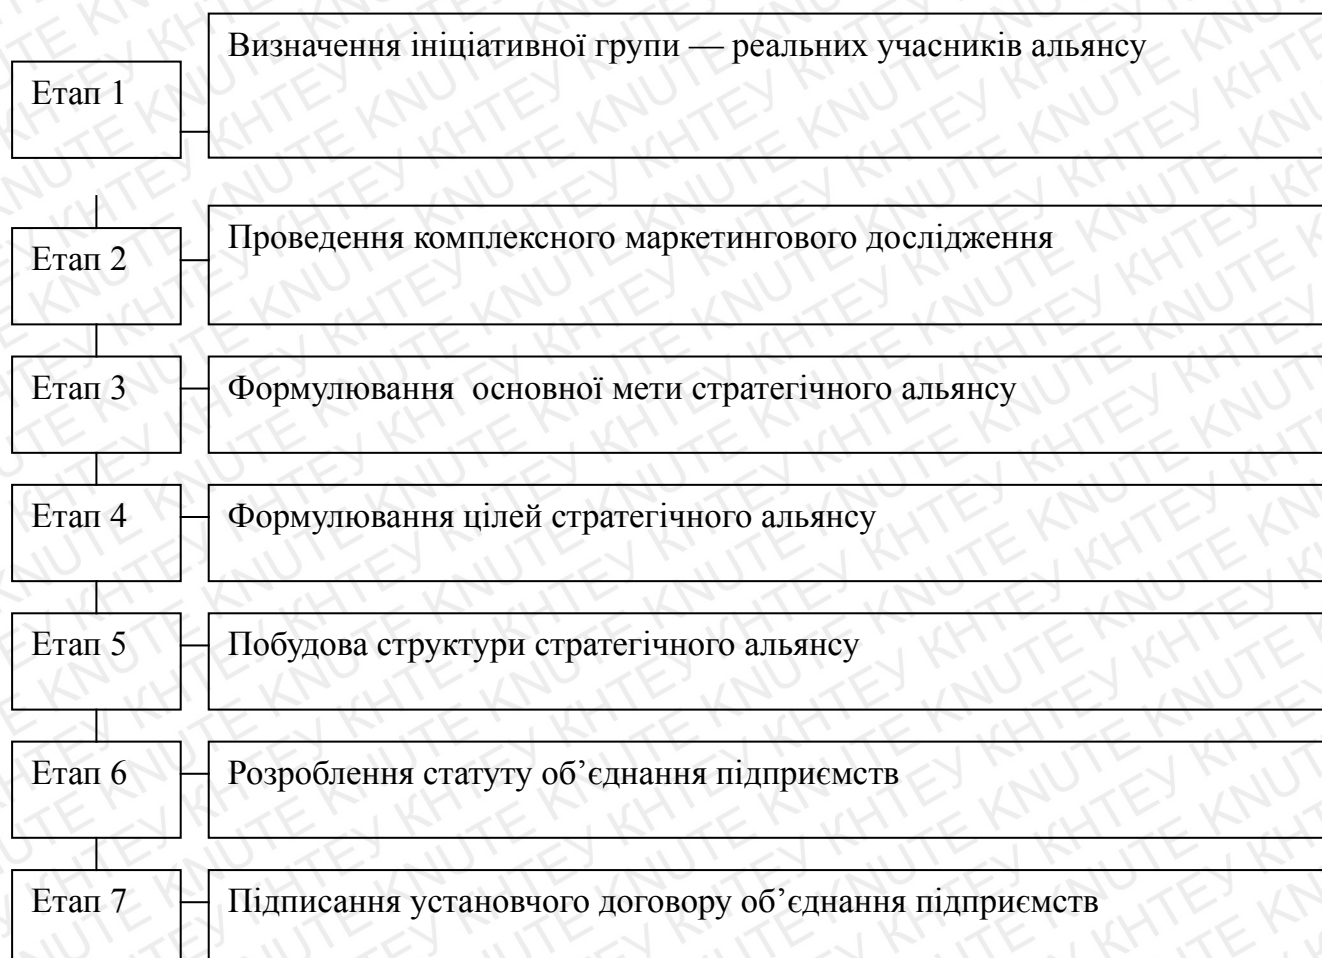 Етап 1
Визначення ініціативної групи — реальних учасників альянсу
Етап 2
Проведення комплексного маркетингового дослідження
Етап 3
Формулювання  основної мети стратегічного альянсу
Етап 4
Формулювання цілей стратегічного альянсу
Етап 5
Побудова структури стратегічного альянсу
Етап 6
Розроблення статуту об’єднання підприємств
Етап 7
Підписання установчого договору об’єднання підприємств